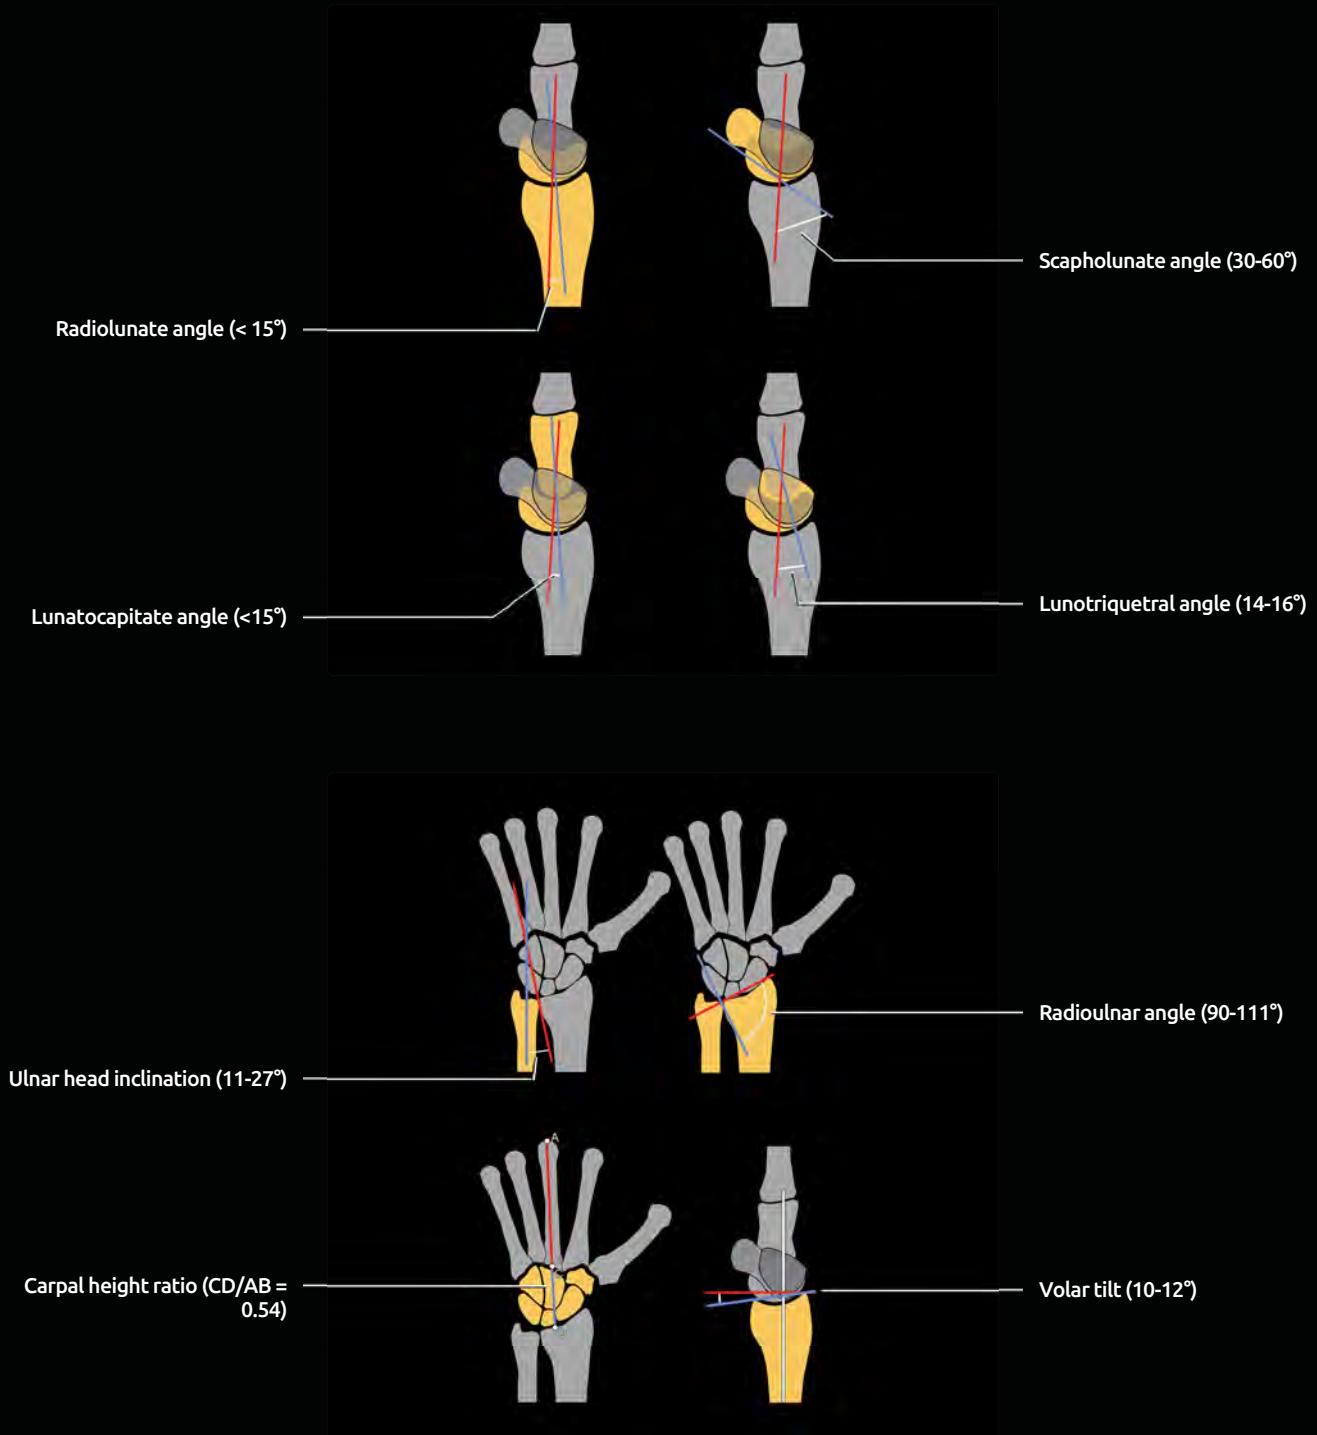 Scapholunate angle (30-60°)
Radiolunate angle (< 15°)
Lunotriquetral angle (14-16°)
Lunatocapitate angle (<15°)
Radioulnar angle (90-111°)
Ulnar head inclination (11-27°)
A
Carpal height ratio (CD/AB =
0.54)
Volar tilt (10-12°)